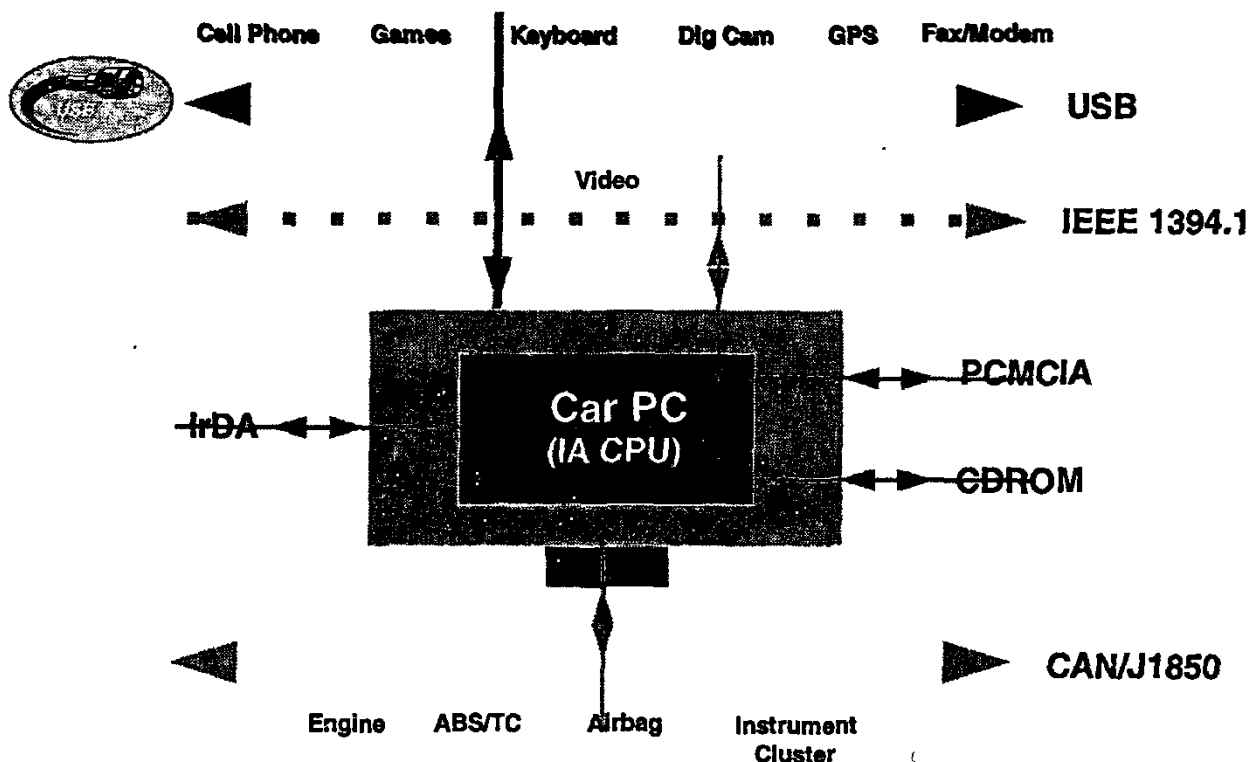 Cell Phone Games Keyboard Dig Cam GPS Fax/Modem
USB
USB
Video
IEEE 1394.1
PCMCIA
Car PC
(IA CPU)
IrDA
CDROM
CAN/J1850
Engine ABS/TC Airbag Instrument
Cluster